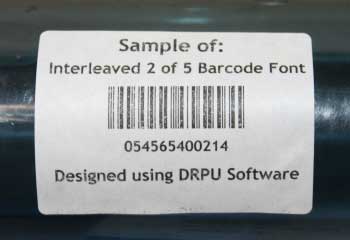 Sample of:
Interleaved 2 of 5 Barcode Font
054565400214
Designed using DRPU Software